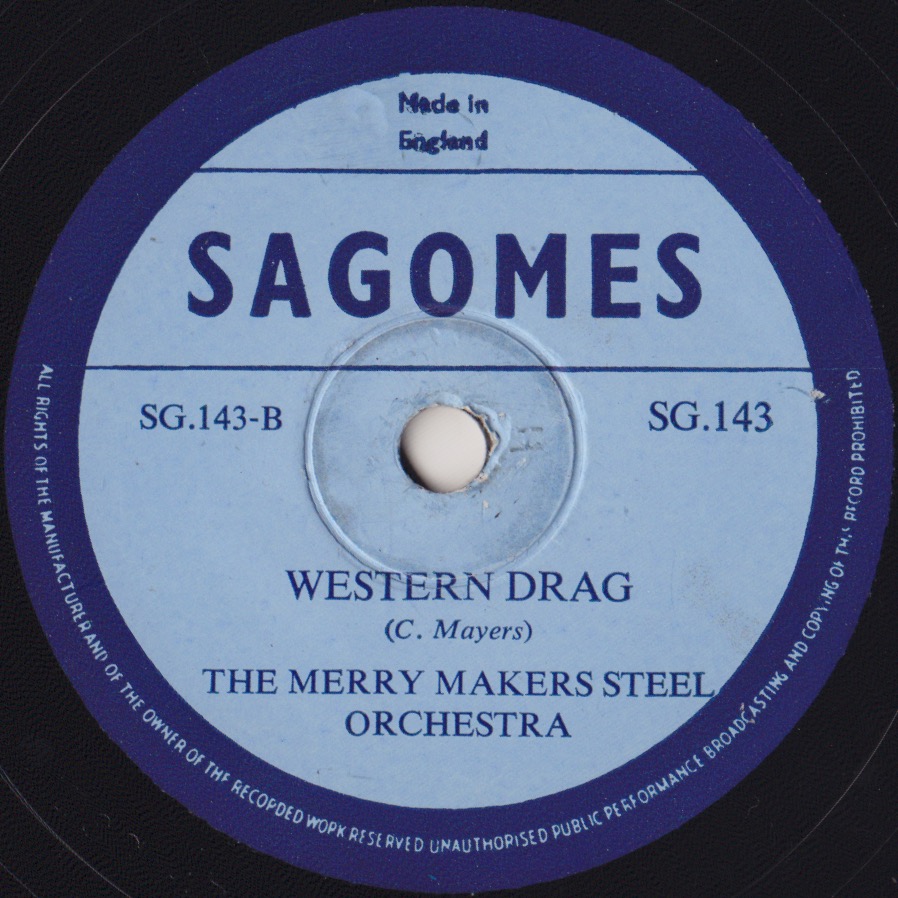 Made in
England
SAGOMES
SG.143-B
SG.143
WESTERN DRAG
(C. Mayers)
THE MERRY MAKERS STEEL
ORCHESTRA
ALL RIGHTS OF THE MANUFACTURER AND OF THE OWNER OF THE RECORDED WORK RESERVED UNAUTHORISED PUBLIC PERFORMANCE BROADCASTING AND COPYING OF THIS RECORD PROHIBITED